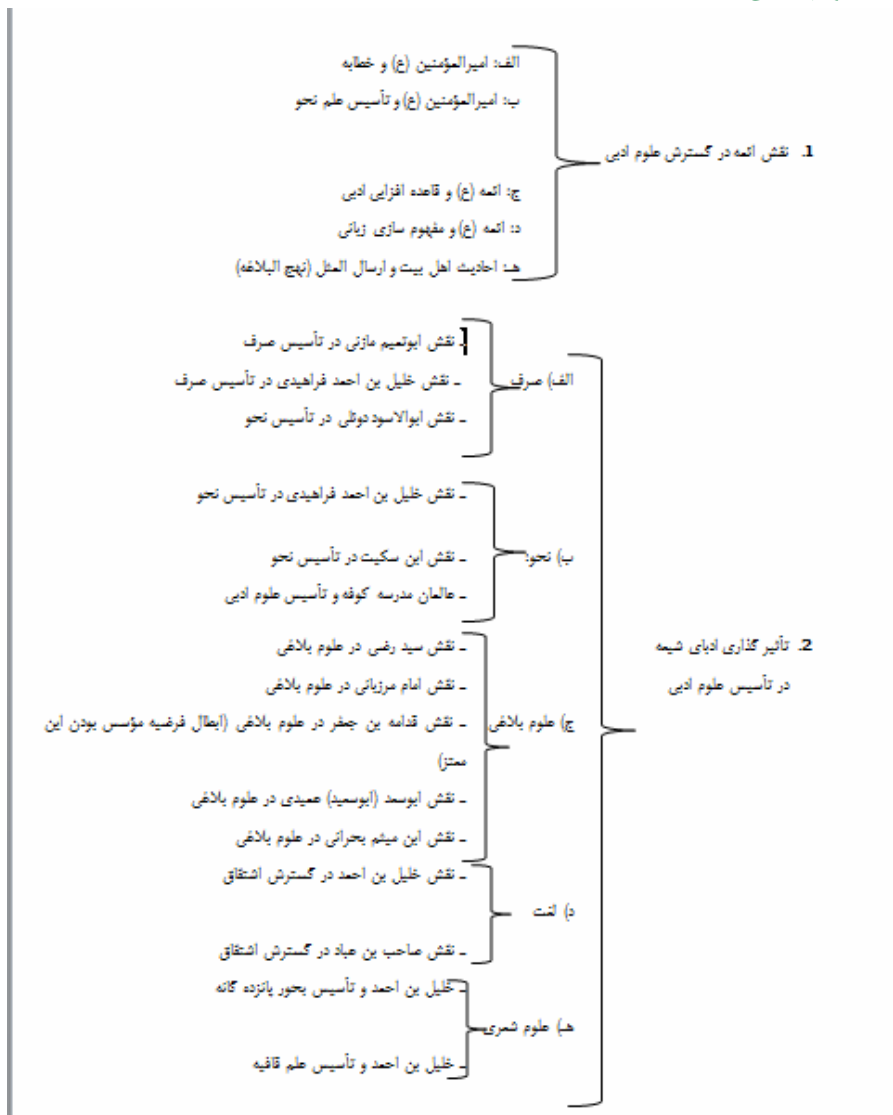 الف: امیرالمؤمنین (ع) و خطابه
ب: امیرالمؤمنین (ع) و تأسیس علم نحو
1. نقش ائمه در گسترش علوم ادبی
ج: ائمه (ع) و قاعده افزایی ادبی
د: ائمه (ع) و مفهوم سازی زبانی
هـ: احادیث اهل بیت و ارسال المثل (نهج البلاغه)
ـ نقش ابوتعیم مازنی در تأسیس صرف
الف) صرف
ـ نقش خلیل بن احمد فراهیدی در تأسیس صرف
ـ نقش ابوالاسود دوئلی در تأسیس نحو
ـ نقش خلیل بن احمد فراهیدی در تأسیس نحو
ب) نحو:
ـ نقش ابن سکیت در تأسیس نحو
ـ عالمان مدرسه کوفه و تأسیس علوم ادبی
2. تأثیر گذاری ادبای شیعه
در تأسیس علوم ادبی
ـ نقش سید رضی در علوم بلاغی
ـ نقش امام مرزبانی در علوم بلاغی
ج) علوم بلاغی
ـ نقش قدامه بن جعفر در علوم بلاغی (ابطال فرضیه مؤسس بودن این
معتز)
ـ نقش ابوسعد (ابوسعید) عمیدی در علوم بلاغی
ـ نقش ابن میثم بحرانی در علوم بلاغی
ـ نقش خلیل بن احمد در گسترش اشتقاق
د) لغت
ـ نقش صاحب بن عباد در گسترش اشتقاق
ـ خلیل بن احمد و تأسیس بحور پانزده گانه
هـ) علوم شعری
ـ خلیل بن احمد و تأسیس علم قافیه